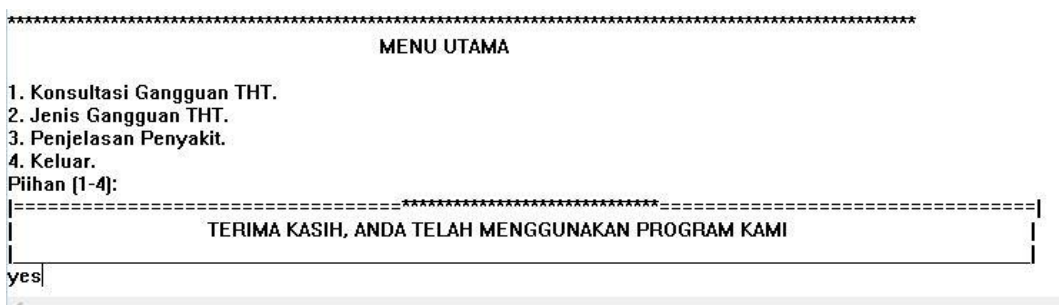 ************************************************************************************************
MENU UTAMA
1. Konsultasi Gangguan THT.
2. Jenis Gangguan THT.
3. Penjelasan Penyakit.
4. Keluar.
Piihan (1-4):
|==================================****************************=================================|
| TERIMA KASIH, ANDA TELAH MENGGUNAKAN PROGRAM KAMI |
|______________________________________________________________________________|
yes